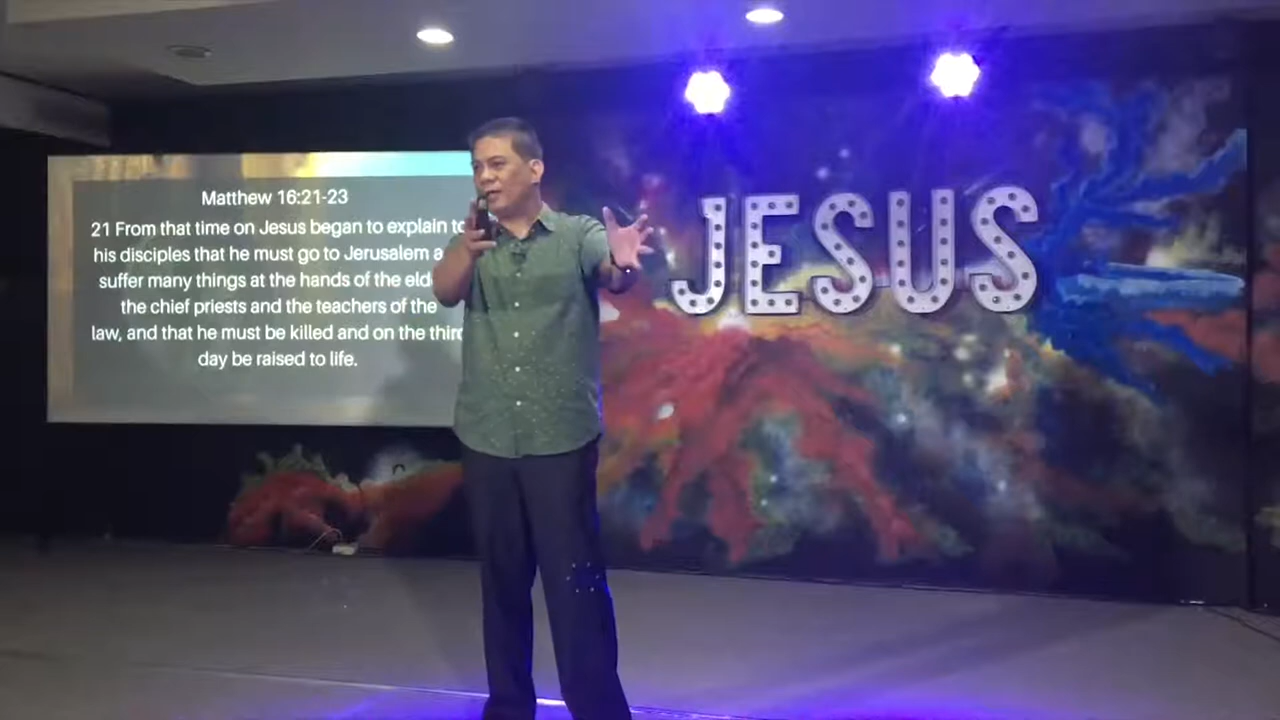 Matthew 16:21-23
21 From that time on Jesus began to explain
his disciples that he must go to Jerusalem
suffer many things at the hands of the
the chief priests and the teachers of the
law, and that he must be killed and on the
day be raised to life.
JESUS